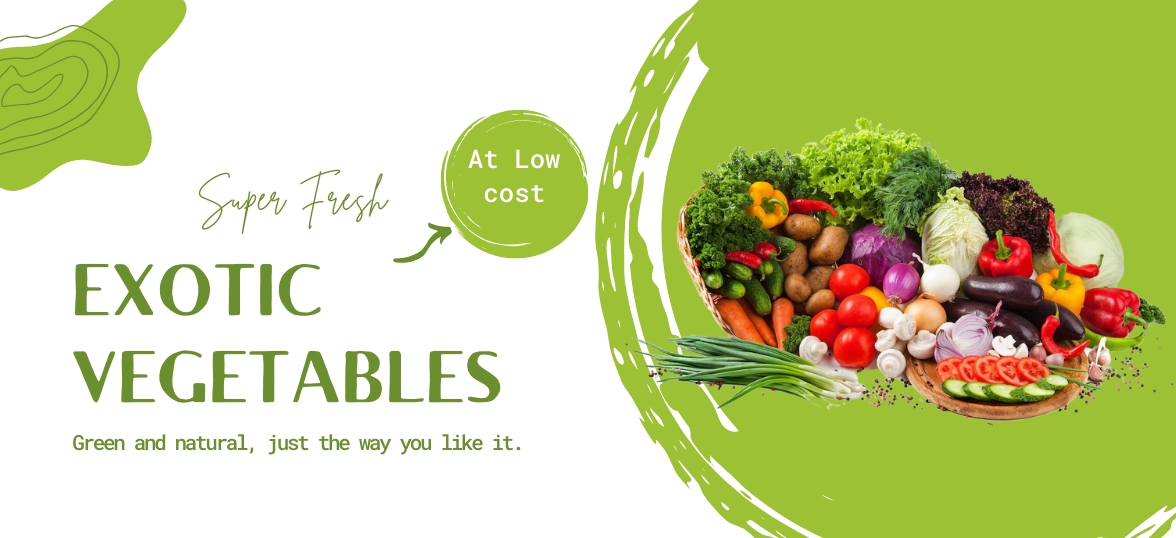 Super Fresh
At Low
cost
EXOTIC
VEGETABLES
Green and natural, just the way you like it.